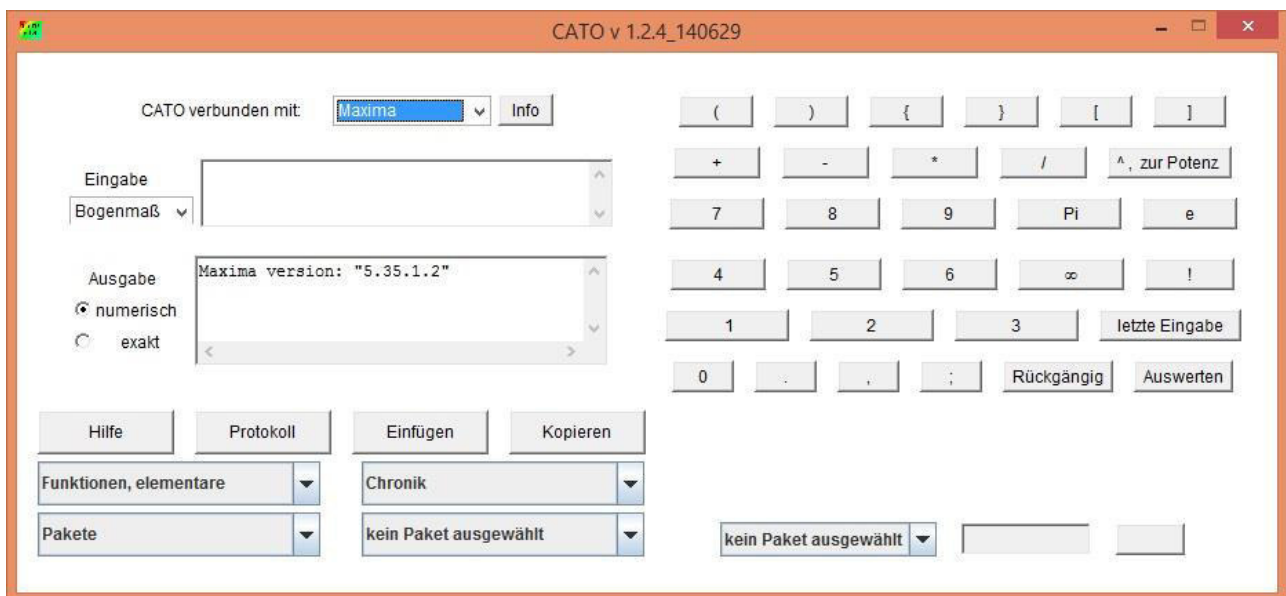 CATO v 1.2.4_140629
CATO verbunden mit: Maxima Info
Eingabe
Bogenmaß
Ausgabe
numerisch
exakt
Maxima version: "5.35.1.2"
( ) { } [ ]
+ - * / ^ , zur Potenz
7 8 9 Pi e
4 5 6 ∞ !
1 2 3 letzte Eingabe
0 . , ; Rückgängig Auswerten
Hilfe Protokoll Einfügen Kopieren
Funktionen, elementare Chronik
Pakete kein Paket ausgewählt kein Paket ausgewählt